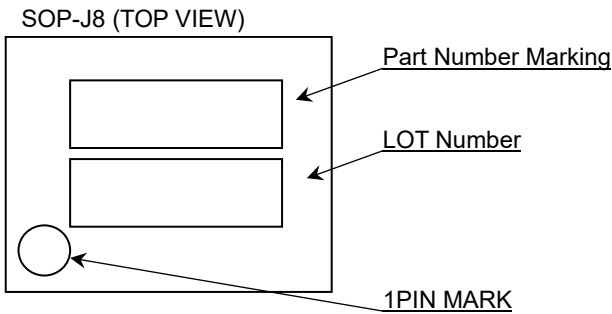 SOP-J8 (TOP VIEW)
Part Number Marking
LOT Number
1PIN MARK